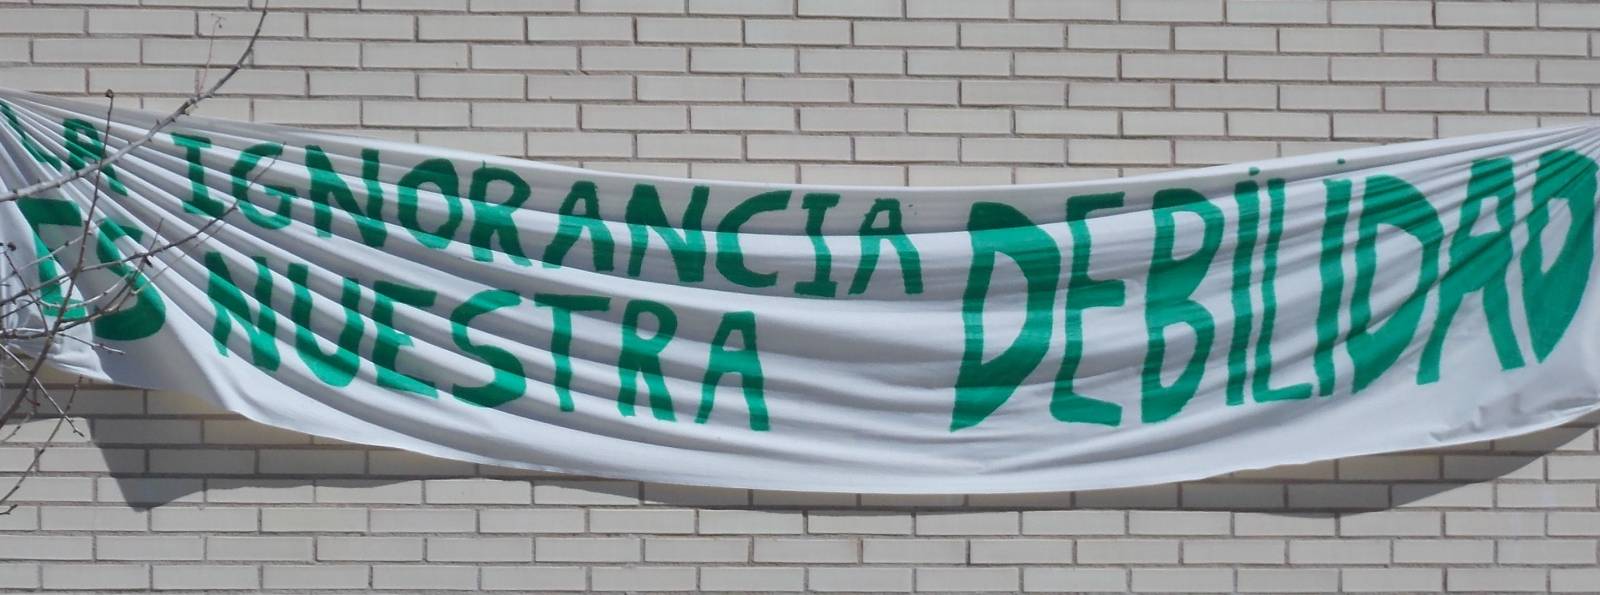 LA IGNORANCIA
ES NUESTRA DEBILIDAD